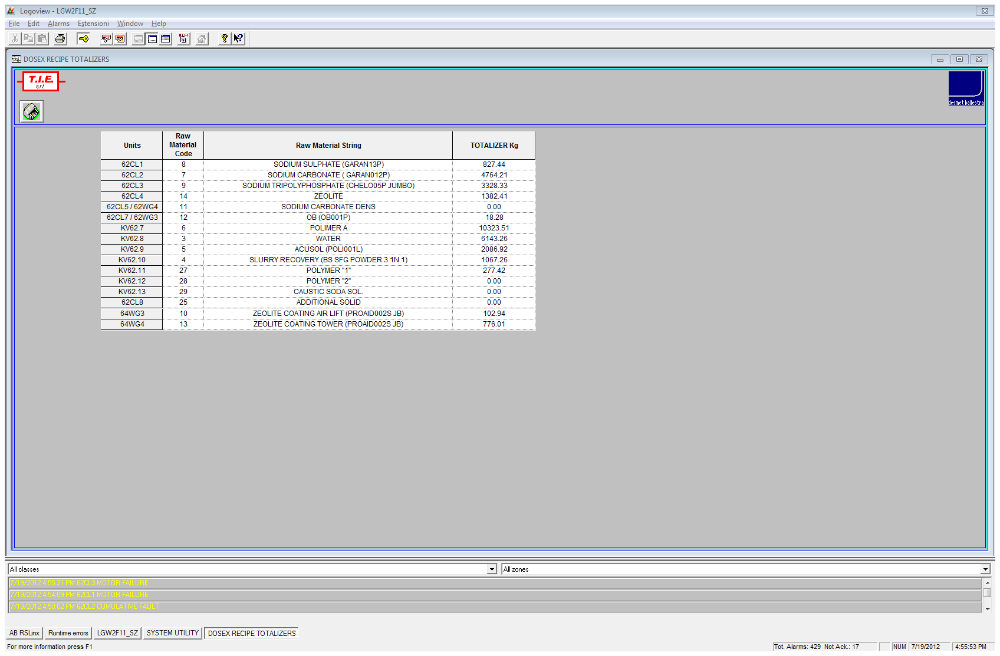 Logoview - LGW2F11_SZ
File Edit Alarms Estensioni Window Help
DOSEX RECIPE TOTALIZERS
T.I.E.
s.r.l.
desmet ballestra
Units Raw Material Code Raw Material String TOTALIZER Kg
62CL1 8 SODIUM SULPHATE (GARAN13P) 827.44
62CL2 7 SODIUM CARBONATE ( GARAN012P) 4764.21
62CL3 9 SODIUM TRIPOLYPHOSPHATE (CHELO05P JUMBO) 3328.33
62CL4 14 ZEOLITE 1382.41
62CL5 / 62WG4 11 SODIUM CARBONATE DENS 0.00
62CL7 / 62WG3 12 OB (OB001P) 18.28
KV62.7 6 POLIMER A 10323.51
KV62.8 3 WATER 6143.26
KV62.9 5 ACUSOL (POLI001L) 2086.92
KV62.10 4 SLURRY RECOVERY (BS SFG POWDER 3 1N 1) 1067.26
KV62.11 27 POLYMER "1" 277.42
KV62.12 28 POLYMER "2" 0.00
KV62.13 29 CAUSTIC SODA SOL. 0.00
62CL8 25 ADDITIONAL SOLID 0.00
64WG3 10 ZEOLITE COATING AIR LIFT (PROAID002S JB) 102.94
64WG4 13 ZEOLITE COATING TOWER (PROAID002S JB) 776.01
All classes All zones
7/19/2012 4:55:31 PM 62CL3 MOTOR FAILURE
7/19/2012 4:54:09 PM 62CL1 MOTOR FAILURE
7/19/2012 4:50:02 PM 62CL2 CUMULATIVE FAULT
AB RSLinx Runtime errors LGW2F11_SZ SYSTEM UTILITY DOSEX RECIPE TOTALIZERS
For more information press F1 Tot. Alarms: 429 Not Ack.: 17 NUM 7/19/2012 4:55:53 PM